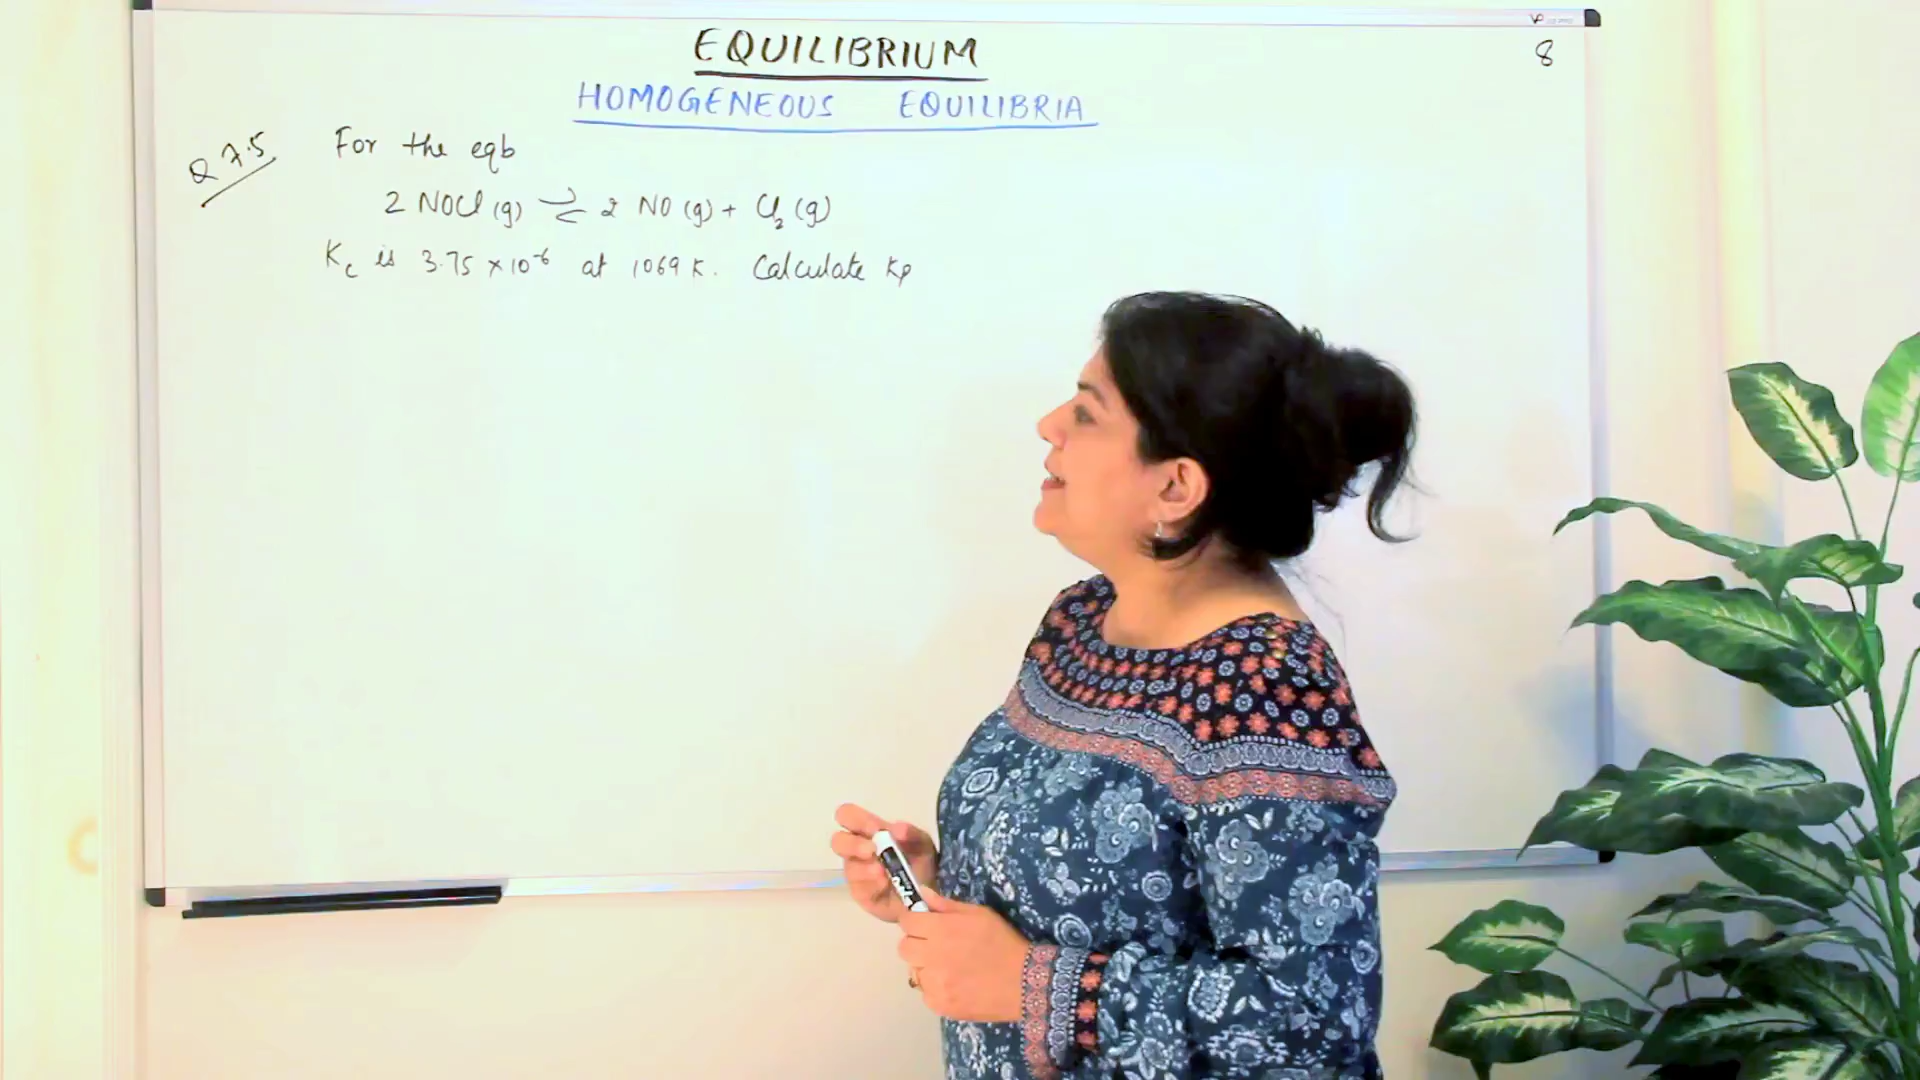 EQUILIBRIUM
8
HOMOGENEOUS EQUILIBRIA
Q 7.5
For the eqb
2 NOCl (g) ⇌ 2 NO (g) + Cl₂ (g)
Kc is 3.75 × 10⁻⁶ at 1069 K. Calculate Kp